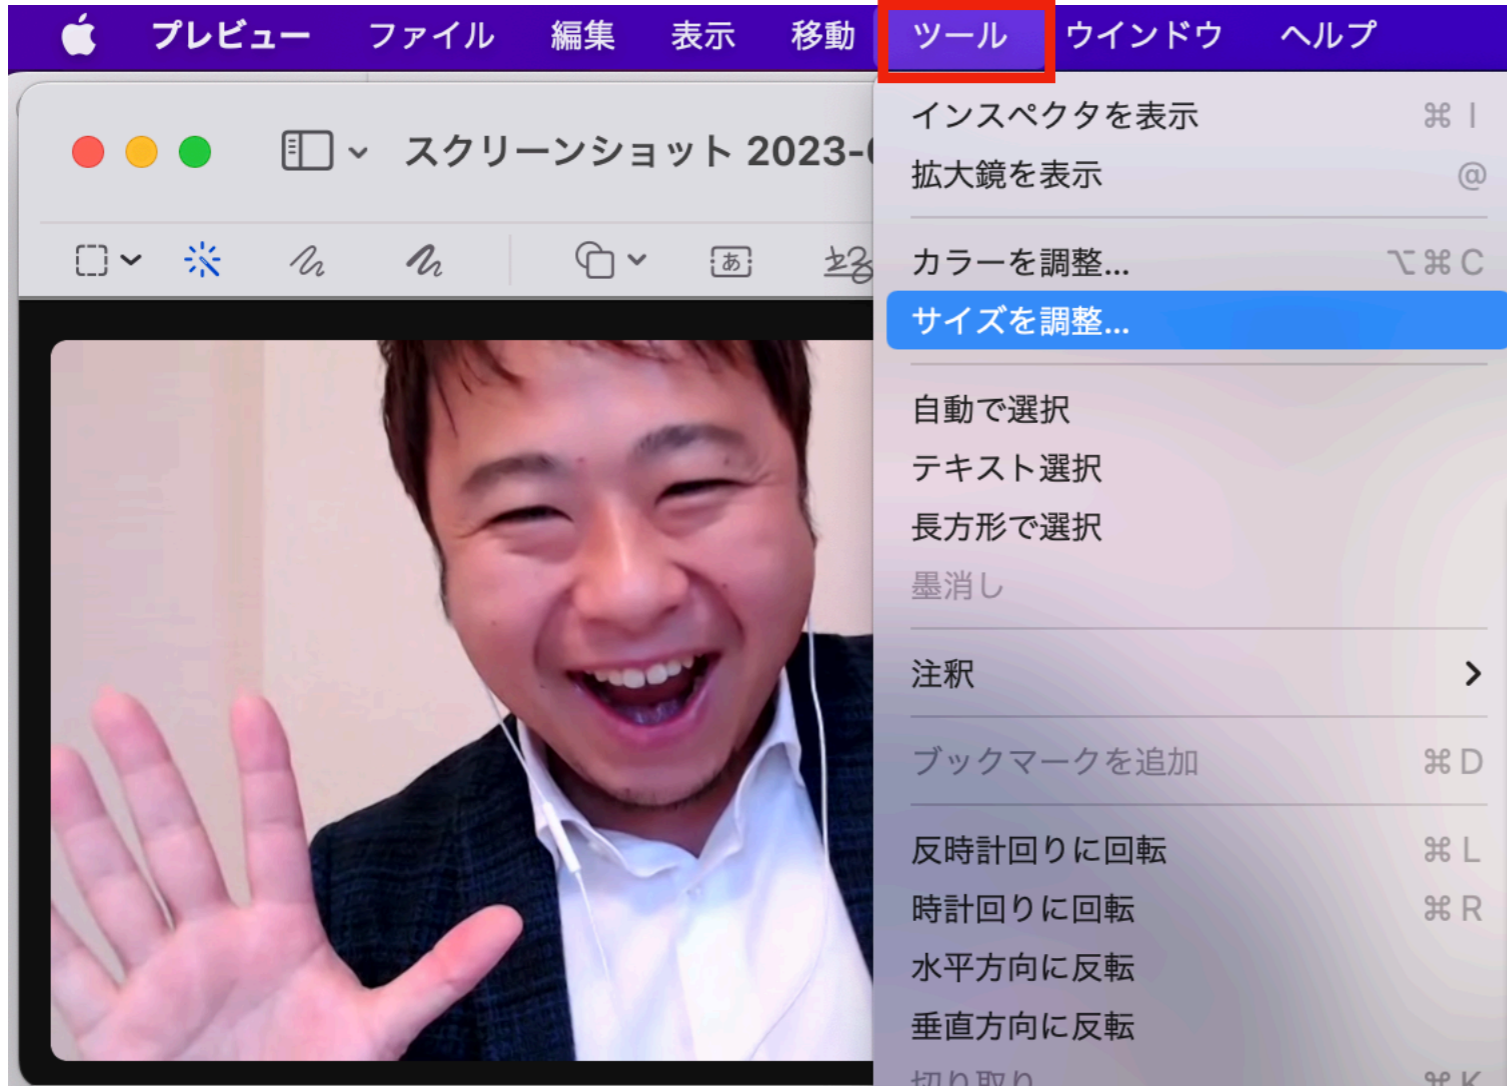 プレビュー ファイル 編集 表示 移動 ツール ウインドウ ヘルプ
スクリーンショット 2023-
あ
インスペクタを表示 ⌘ I
拡大鏡を表示 @
カラーを調整... ⌥⌘C
サイズを調整...
自動で選択
テキスト選択
長方形で選択
墨消し
注釈
ブックマークを追加 ⌘D
反時計回りに回転 ⌘L
時計回りに回転 ⌘R
水平方向に反転
垂直方向に反転
切り取り ⌘K